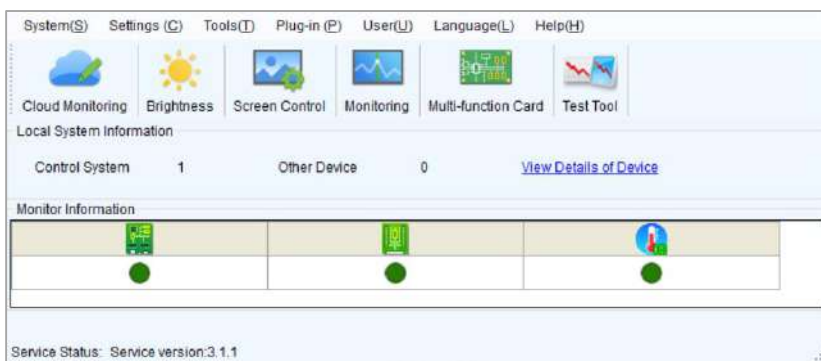 System(S) Settings (C) Tools(T) Plug-in (P) User(U) Language(L) Help(H)
Cloud Monitoring Brightness Screen Control Monitoring Multi-function Card Test Tool
Local System Information
Control System 1 Other Device 0 View Details of Device
Monitor Information
Service Status: Service version:3.1.1